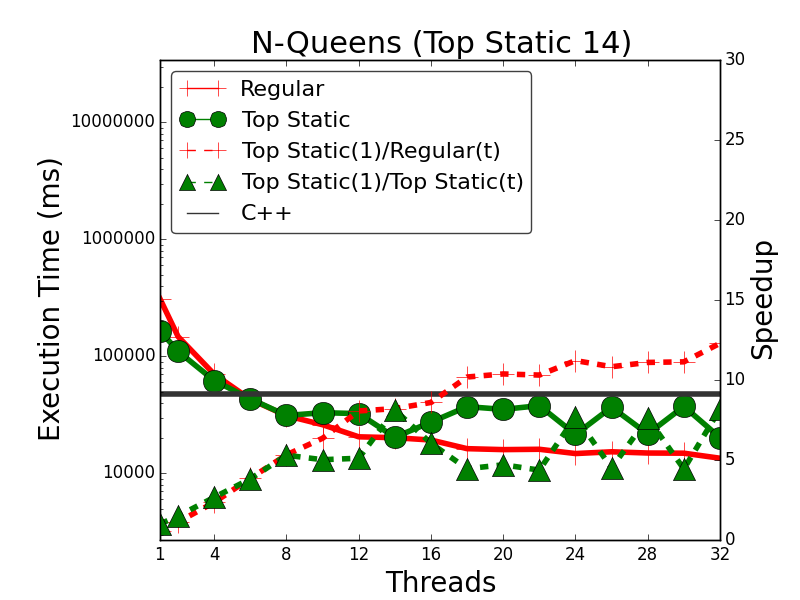 N-Queens (Top Static 14)
Regular
Top Static
Top Static(1)/Regular(t)
Top Static(1)/Top Static(t)
C++
Execution Time (ms)
10000000
1000000
100000
10000
Speedup
30
25
20
15
10
5
0
1 4 8 12 16 20 24 28 32
Threads